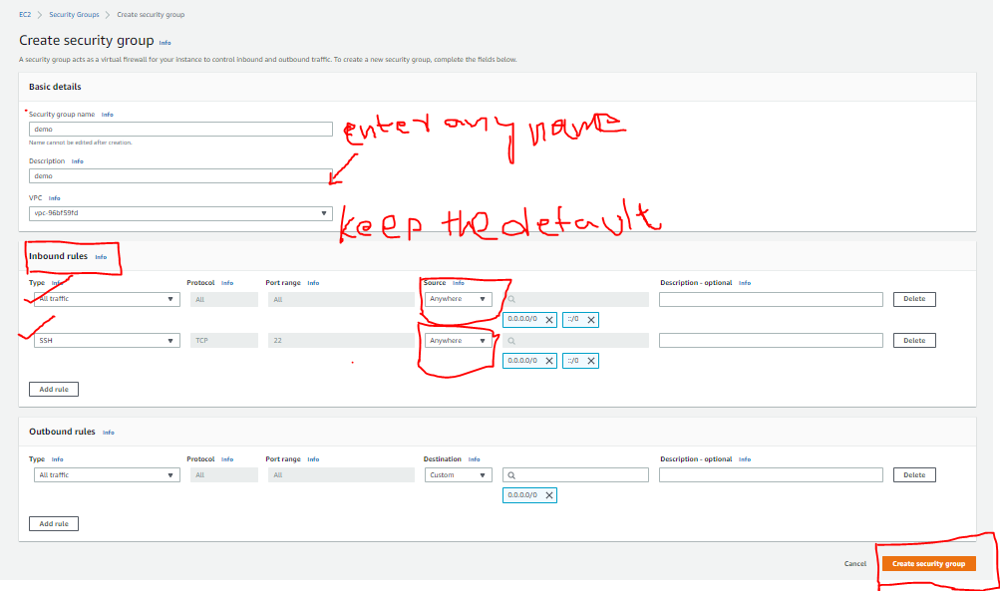 EC2 > Security Groups > Create security group
Create security group Info
A security group acts as a virtual firewall for your instance to control inbound and outbound traffic. To create a new security group, complete the fields below.
Basic details
* Security group name Info
demo
enter any name
Name cannot be edited after creation.
Description Info
demo
VPC Info
vpc-96bf59fd
keep the default
Inbound rules Info
Type Info Protocol Info Port range Info Source Info Description - optional Info
All traffic All All Anywhere Delete
0.0.0.0/0 X ::/0 X
SSH TCP 22 Anywhere Delete
0.0.0.0/0 X ::/0 X
Add rule
Outbound rules Info
Type Info Protocol Info Port range Info Destination Info Description - optional Info
All traffic All All Custom Delete
0.0.0.0/0 X
Add rule
Cancel Create security group